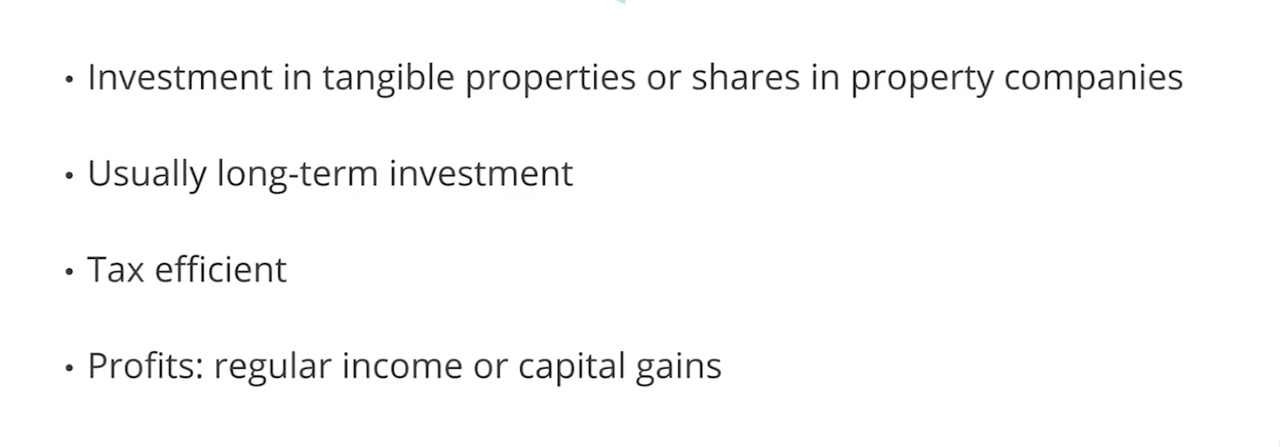 • Investment in tangible properties or shares in property companies
• Usually long-term investment
• Tax efficient
• Profits: regular income or capital gains